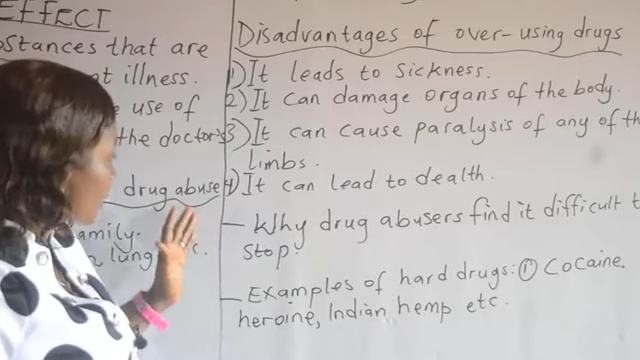 EFFECT
stances that are
illness.
use of
the doctor's
drug abuse
amily.
lung
c.
Disadvantages of over-using drugs
1) It leads to sickness.
2) It can damage organs of the body.
3) It can cause paralysis of any of th
limbs.
4) It can lead to dealth.
- Why drug abusers find it difficult t
stop.
- Examples of hard drugs: ① Cocaine.
heroine, Indian hemp etc.